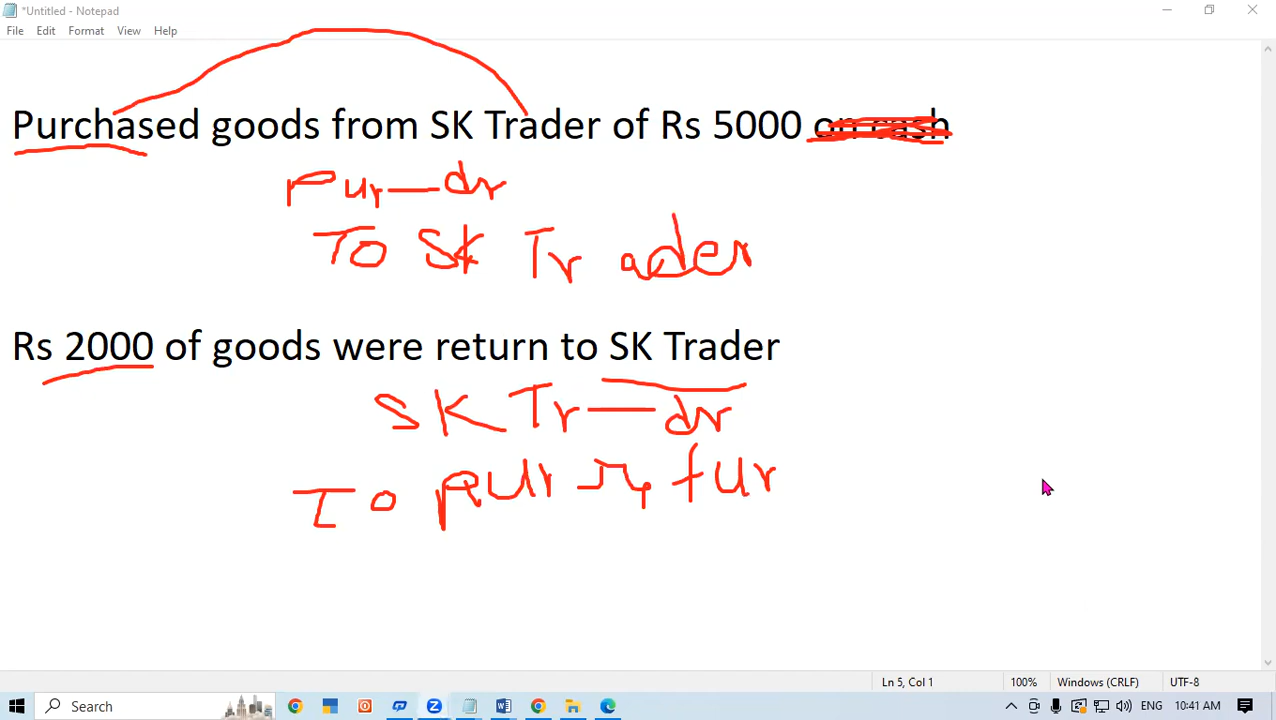 *Untitled - Notepad
File Edit Format View Help
Purchased goods from SK Trader of Rs 5000 on cash
Pur—dr
To SK Trader
Rs 2000 of goods were return to SK Trader
SK Tr—dr
To pur
Ln 5, Col 1 100% Windows (CRLF) UTF-8
Search
ENG 10:41 AM